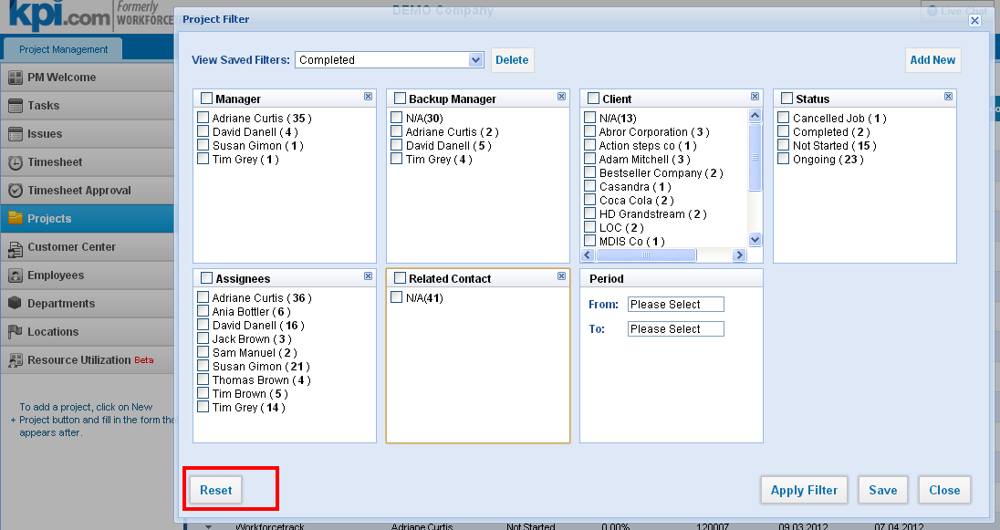 kpi.com
Formerly
WORKFORCE
DEMO Company
Live Chat
Project Management
PM Welcome
Tasks
Issues
Timesheet
Timesheet Approval
Projects
Customer Center
Employees
Departments
Locations
Resource Utilization Beta
To add a project, click on New
+ Project button and fill in the form tha
appears after.
Project Filter
View Saved Filters: Completed Delete Add New
Manager
Adriane Curtis ( 35 )
David Danell ( 4 )
Susan Gimon ( 1 )
Tim Grey ( 1 )
Backup Manager
N/A(30)
Adriane Curtis ( 2 )
David Danell ( 5 )
Tim Grey ( 4 )
Client
N/A(13)
Abror Corporation ( 3 )
Action steps co ( 1 )
Adam Mitchell ( 3 )
Bestseller Company ( 2 )
Casandra ( 1 )
Coca Cola ( 2 )
HD Grandstream ( 2 )
LOC ( 2 )
MDIS Co ( 1 )
Status
Cancelled Job ( 1 )
Completed ( 2 )
Not Started ( 15 )
Ongoing ( 23 )
Assignees
Adriane Curtis ( 36 )
Ania Bottler ( 6 )
David Danell ( 16 )
Jack Brown ( 3 )
Sam Manuel ( 2 )
Susan Gimon ( 21 )
Thomas Brown ( 4 )
Tim Brown ( 5 )
Tim Grey ( 14 )
Related Contact
N/A(41)
Period
From: Please Select
To: Please Select
Reset Apply Filter Save Close
Workforcetrack Adriane Curtis Not Started 0.00% 120007 09.03.2012 07.04.2012